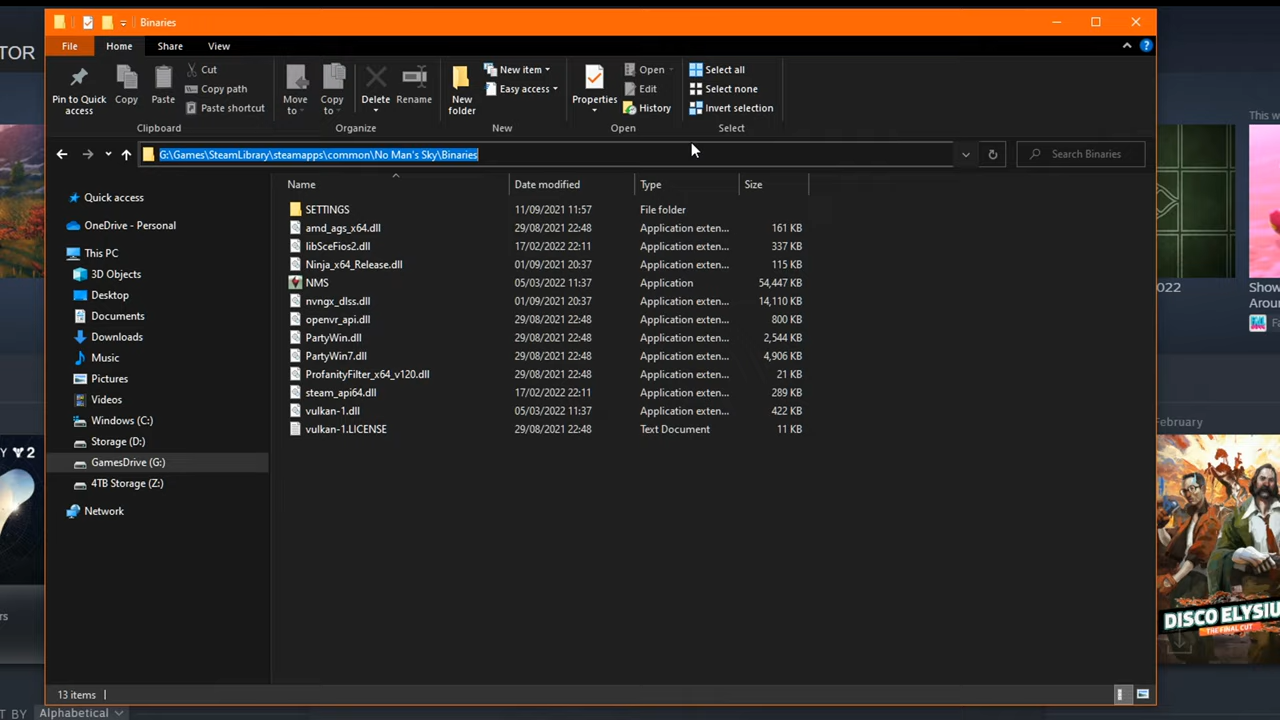 Binaries
File
Home
Share
View
Pin to Quick
access
Copy
Paste
Cut
Copy path
Paste shortcut
Clipboard
Move
to
Copy
to
Delete
Rename
Organize
New
folder
New item
Easy access
New
Properties
Open
Edit
History
Open
Select all
Select none
Invert selection
Select
G:\Games\SteamLibrary\steamapps\common\No Man's Sky\Binaries
Search Binaries
Quick access
OneDrive - Personal
This PC
3D Objects
Desktop
Documents
Downloads
Music
Pictures
Videos
Windows (C:)
Storage (D:)
GamesDrive (G:)
4TB Storage (Z:)
Network
Name Date modified Type Size
SETTINGS 11/09/2021 11:57 File folder
amd_ags_x64.dll 29/08/2021 22:48 Application exten... 161 KB
libSceFios2.dll 17/02/2022 22:11 Application exten... 337 KB
Ninja_x64_Release.dll 01/09/2021 20:37 Application exten... 115 KB
NMS 05/03/2022 11:37 Application 54,447 KB
nvngx_dlss.dll 01/09/2021 20:37 Application exten... 14,110 KB
openvr_api.dll 29/08/2021 22:48 Application exten... 800 KB
PartyWin.dll 29/08/2021 22:48 Application exten... 2,544 KB
PartyWin7.dll 29/08/2021 22:48 Application exten... 4,906 KB
ProfanityFilter_x64_v120.dll 29/08/2021 22:48 Application exten... 21 KB
steam_api64.dll 17/02/2022 22:11 Application exten... 289 KB
vulkan-1.dll 05/03/2022 11:37 Application exten... 422 KB
vulkan-1.LICENSE 29/08/2021 22:48 Text Document 11 KB
13 items
TOR
Y 2
rs
T BY Alphabetical
This w
2022
Show
Arou
Fa
February
DISCO ELYSIU
THE FINAL CUT